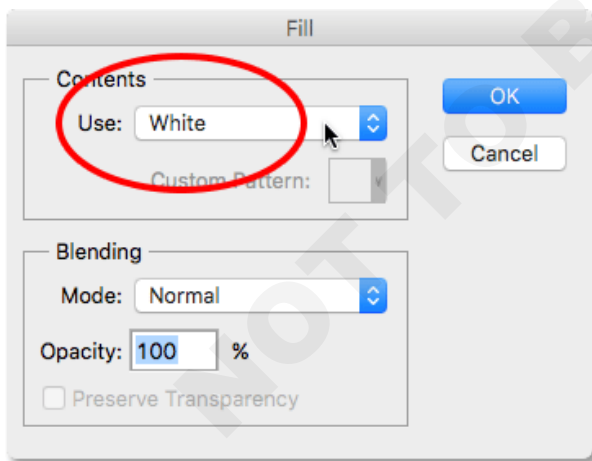 Fill
Contents
Use: White
Custom Pattern:
OK
Cancel
Blending
Mode: Normal
Opacity: 100 %
Preserve Transparency
NOT TO B